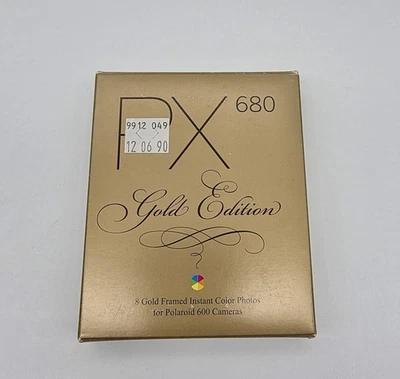 PX 680
9912 049
12 06 90
Gold Edition
8 Gold Framed Instant Color Photos
for Polaroid 600 Cameras